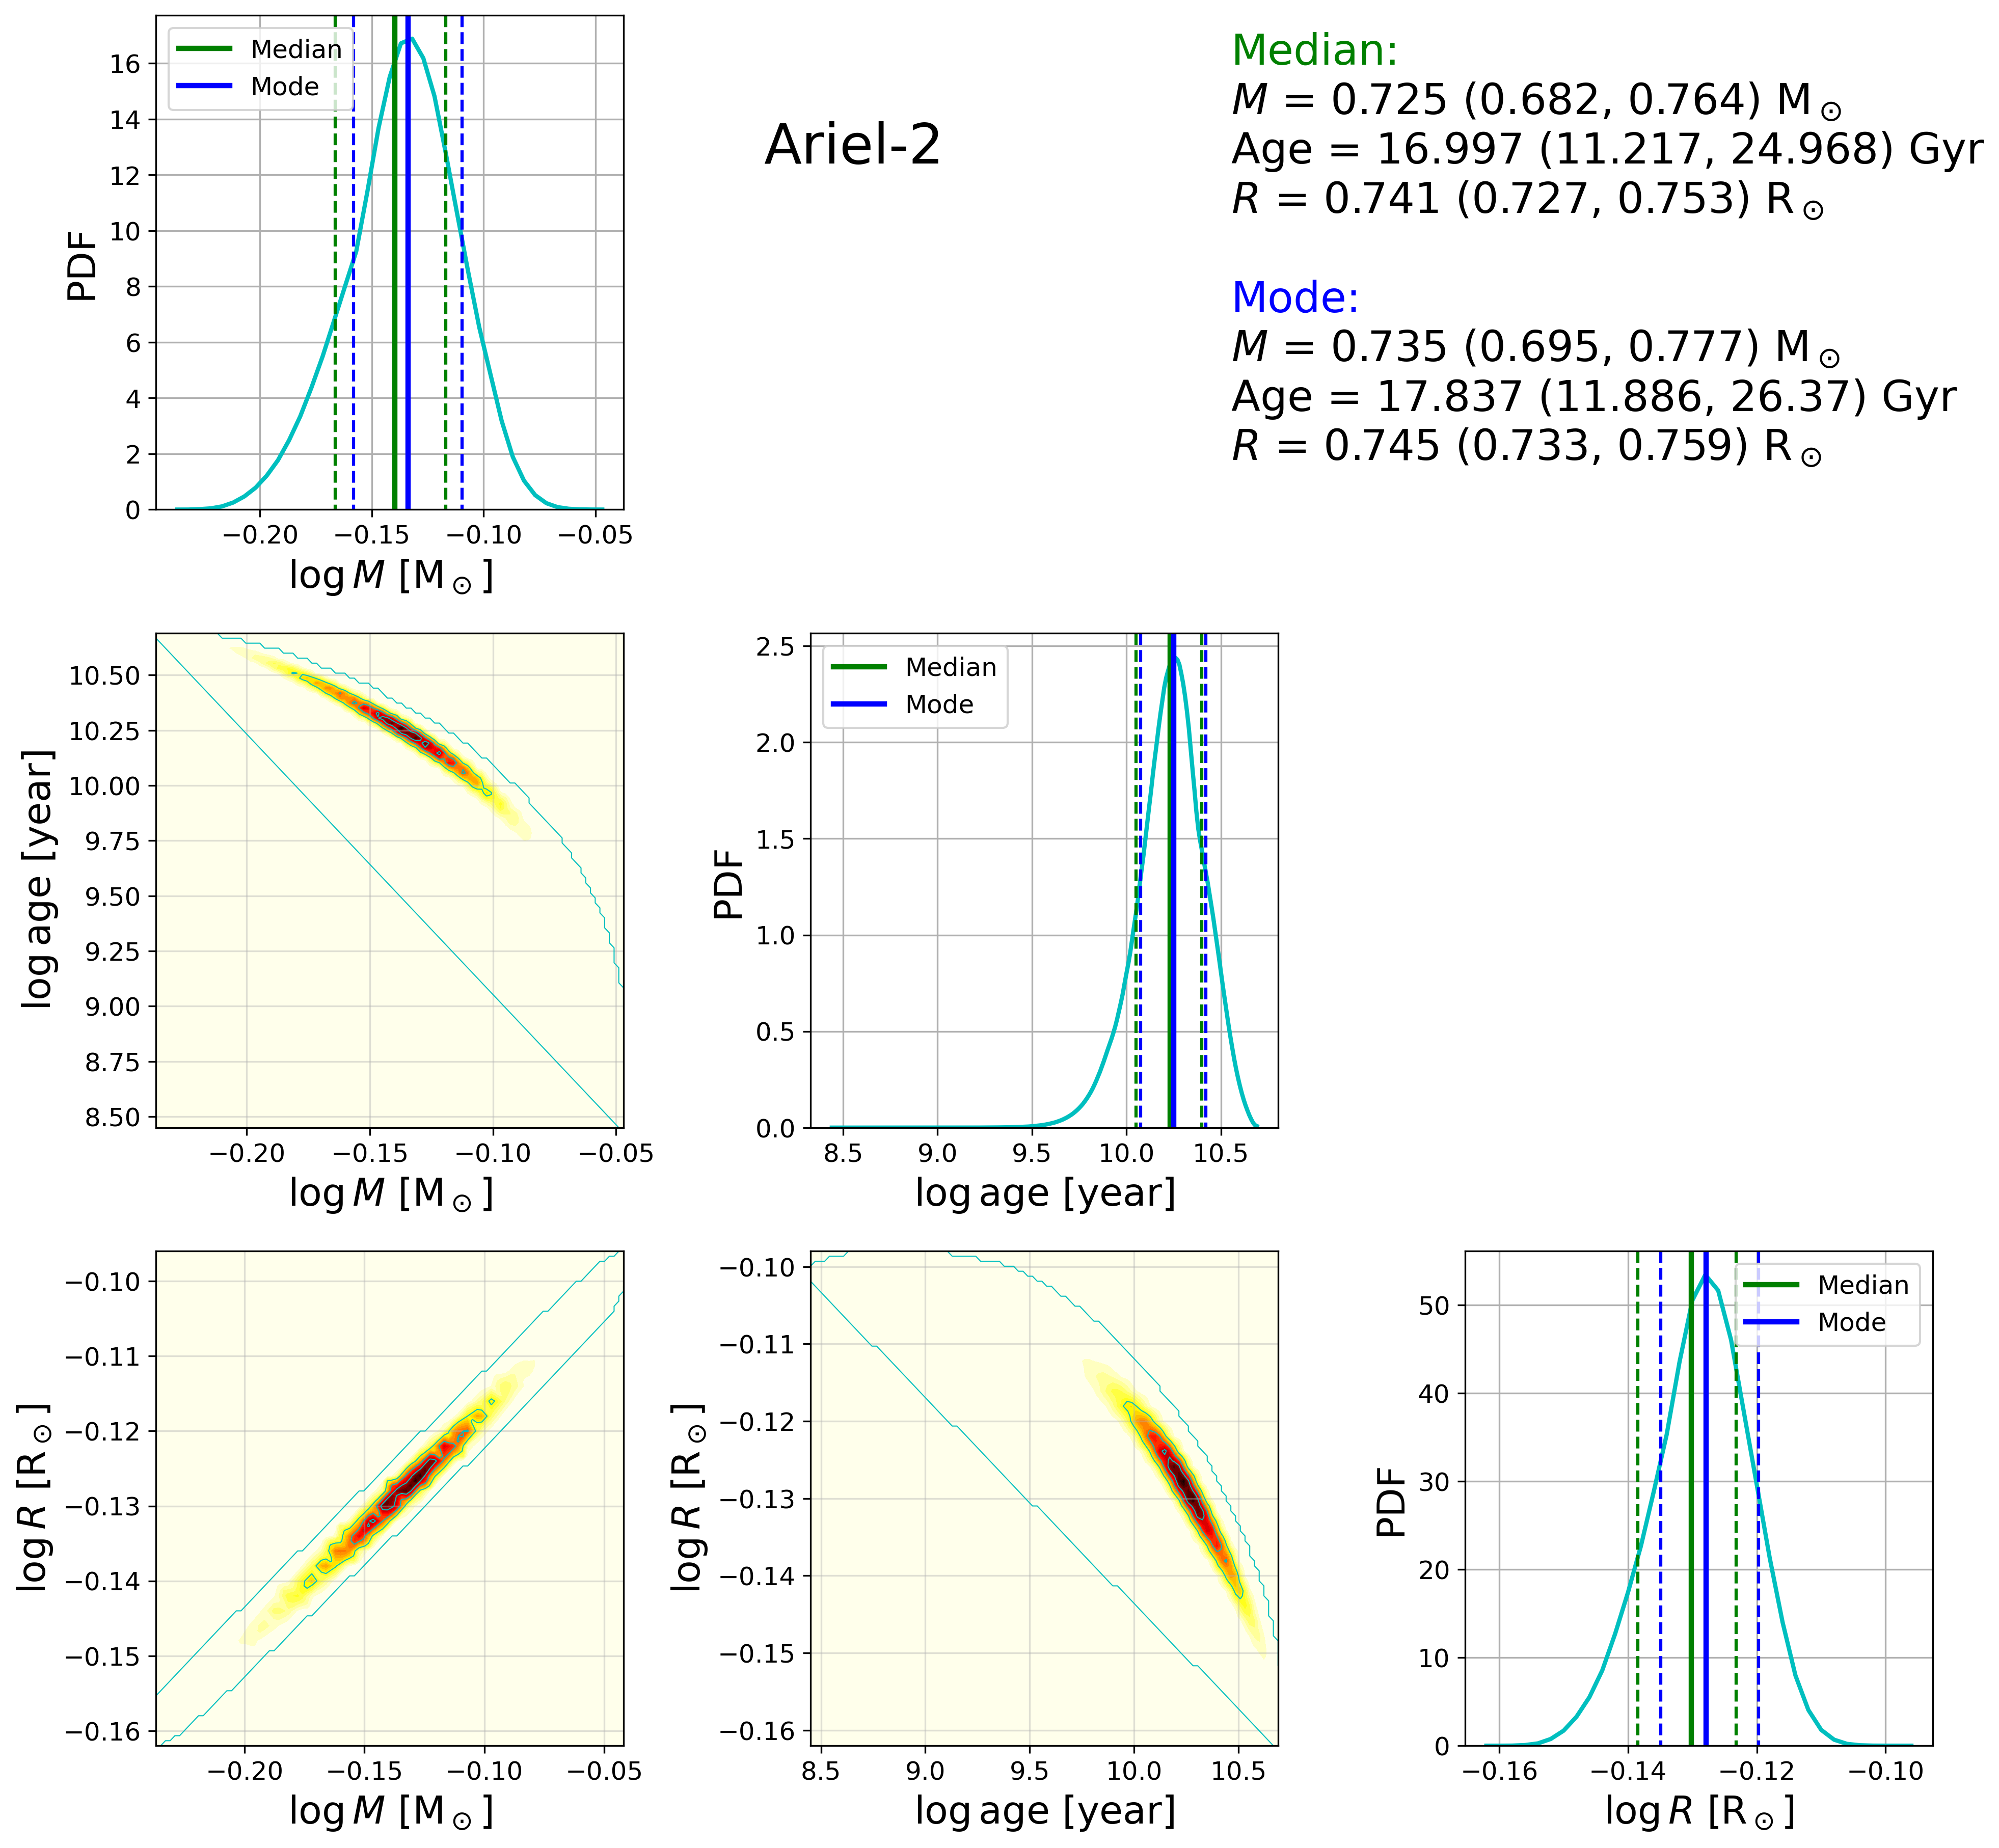 Median
Mode
16
14
12
10
8
6
4
2
0
PDF
−0.20 −0.15 −0.10 −0.05
log M [M⊙]
Ariel-2
Median:
M = 0.725 (0.682, 0.764) M⊙
Age = 16.997 (11.217, 24.968) Gyr
R = 0.741 (0.727, 0.753) R⊙
Mode:
M = 0.735 (0.695, 0.777) M⊙
Age = 17.837 (11.886, 26.37) Gyr
R = 0.745 (0.733, 0.759) R⊙
10.50
10.25
10.00
9.75
9.50
9.25
9.00
8.75
8.50
log age [year]
−0.20 −0.15 −0.10 −0.05
log M [M⊙]
Median
Mode
2.5
2.0
1.5
1.0
0.5
0.0
PDF
8.5 9.0 9.5 10.0 10.5
log age [year]
−0.10
−0.11
−0.12
−0.13
−0.14
−0.15
−0.16
log R [R⊙]
−0.20 −0.15 −0.10 −0.05
log M [M⊙]
−0.10
−0.11
−0.12
−0.13
−0.14
−0.15
−0.16
log R [R⊙]
8.5 9.0 9.5 10.0 10.5
log age [year]
Median
Mode
50
40
30
20
10
0
PDF
−0.16 −0.14 −0.12 −0.10
log R [R⊙]